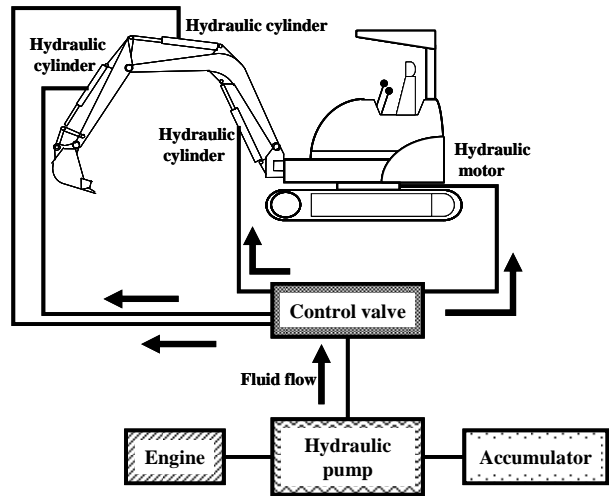 Hydraulic cylinder
Hydraulic
cylinder
Hydraulic
cylinder
Hydraulic
motor
Control valve
Fluid flow
Engine
Hydraulic
pump
Accumulator